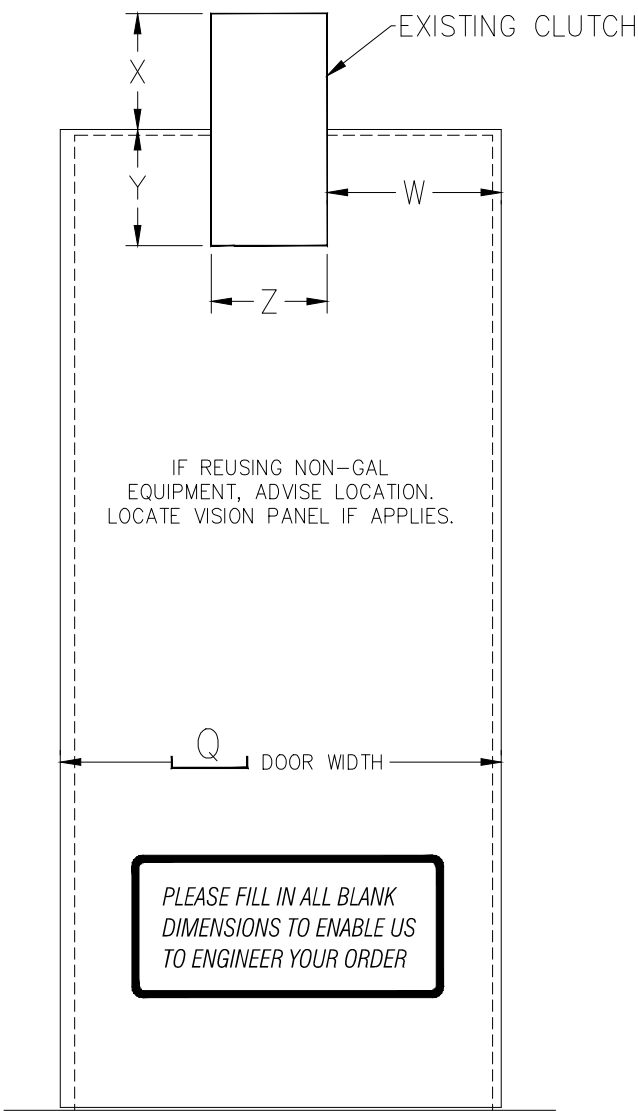 EXISTING CLUTCH
X
Y
W
Z
IF REUSING NON-GAL
EQUIPMENT, ADVISE LOCATION.
LOCATE VISION PANEL IF APPLIES.
Q DOOR WIDTH
PLEASE FILL IN ALL BLANK
DIMENSIONS TO ENABLE US
TO ENGINEER YOUR ORDER